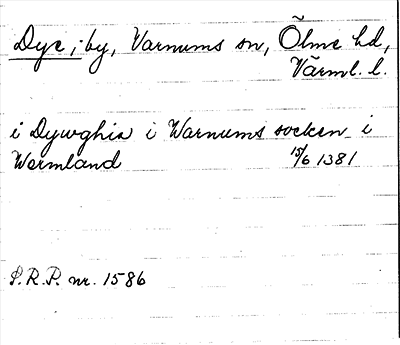 Dye, by, Varnums sn, Ölme hd,
Värml. l.
i Dywghia i Warnums socken i
Wermland 15/6 1381
S.R.P. nr. 1586